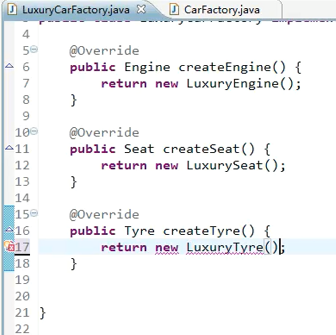 LuxuryCarFactory.java
CarFactory.java
4
5 @Override
6 public Engine createEngine() {
7 return new LuxuryEngine();
8 }
9
10 @Override
11 public Seat createSeat() {
12 return new LuxurySeat();
13 }
14
15 @Override
16 public Tyre createTyre() {
17 return new LuxuryTyre();
18 }
19
20
21 }
22